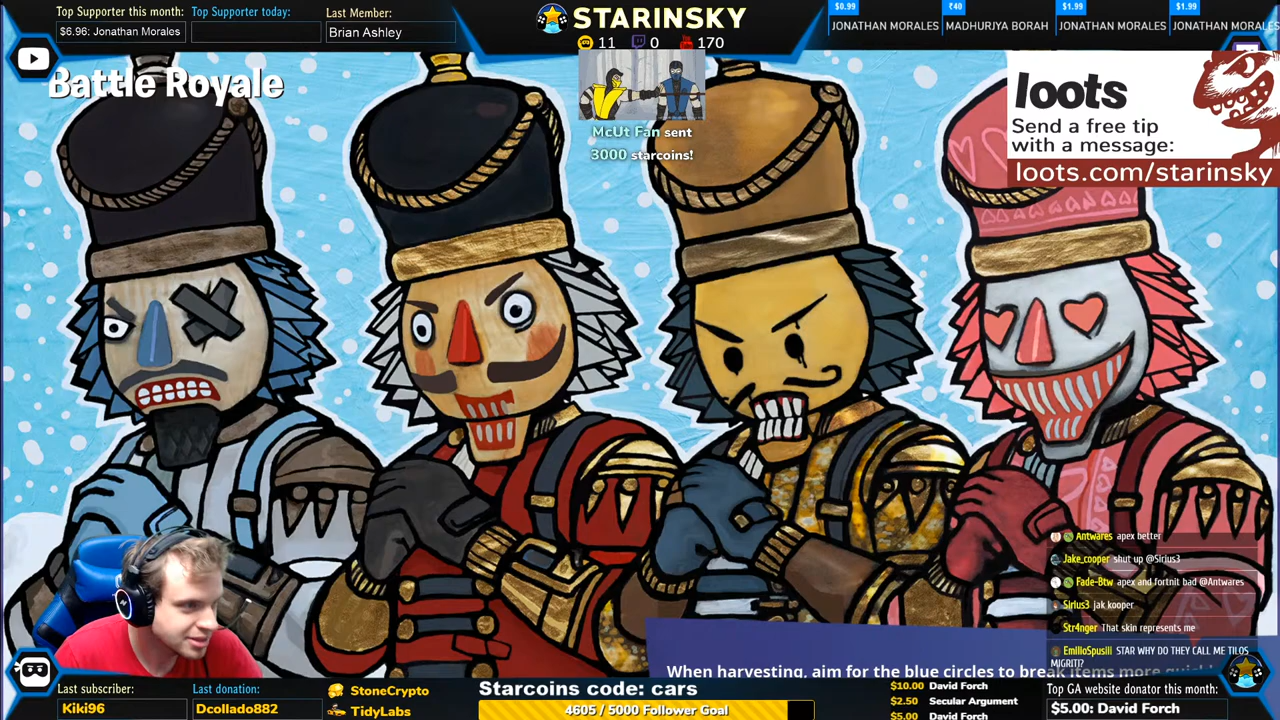 Top Supporter this month:
$6.96: Jonathan Morales
Top Supporter today:
Last Member:
Brian Ashley
STARINSKY
11 0 170
$0.99
JONATHAN MORALES
₹40
MADHURIYA BORAH
$1.99
JONATHAN MORALES
$1.99
JONATHAN MORALES
Battle Royale
McUt Fan sent
3000 starcoins!
loots
Send a free tip
with a message:
loots.com/starinsky
Antwares apex better
Jake_cooper shut up @Sirius3
Fade-Btw apex and fortnit bad @Antwares
Sirius3 jak kooper
Str4nger That skin represents me
EmilioSpusiii STAR WHY DO THEY CALL ME TILOS
MIGRITI?
When harvesting, aim for the blue circles to break items more
Last subscriber:
Kiki96
Last donation:
Dcollado882
StoneCrypto
TidyLabs
Starcoins code: cars
4605 / 5000 Follower Goal
$10.00 David Forch
$2.50 Secular Argument
$5.00 David Forch
Top GA website donator this month:
$5.00: David Forch